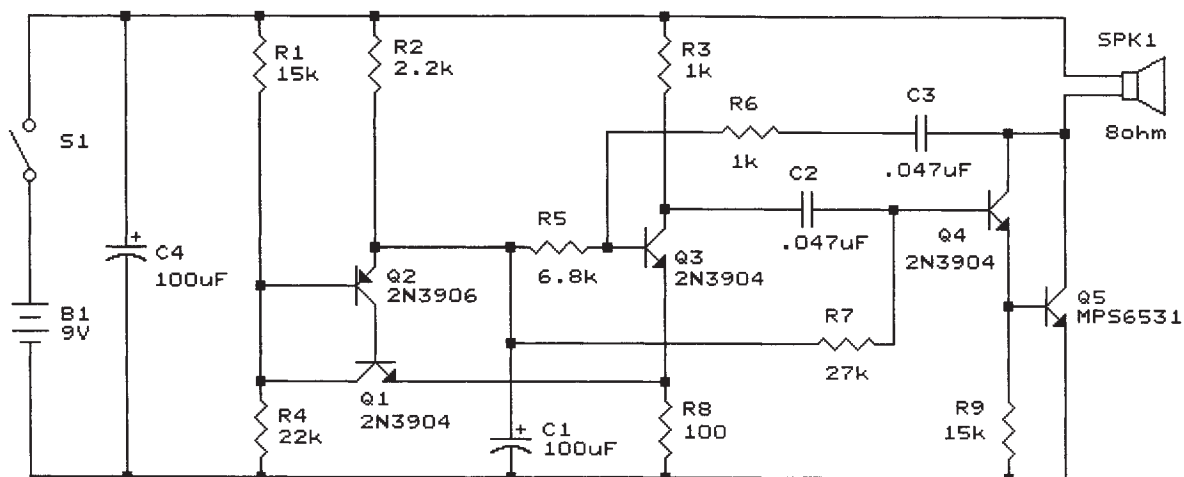 R1
15k
R2
2.2k
R3
1k
SPK1
8ohm
R6
1k
C3
.047uF
S1
C2
.047uF
C4
+
100uF
R5
6.8k
Q3
2N3904
Q4
2N3904
Q2
2N3906
B1
9V
Q5
MPS6531
R7
27k
Q1
2N3904
R4
22k
+
C1
100uF
R8
100
R9
15k